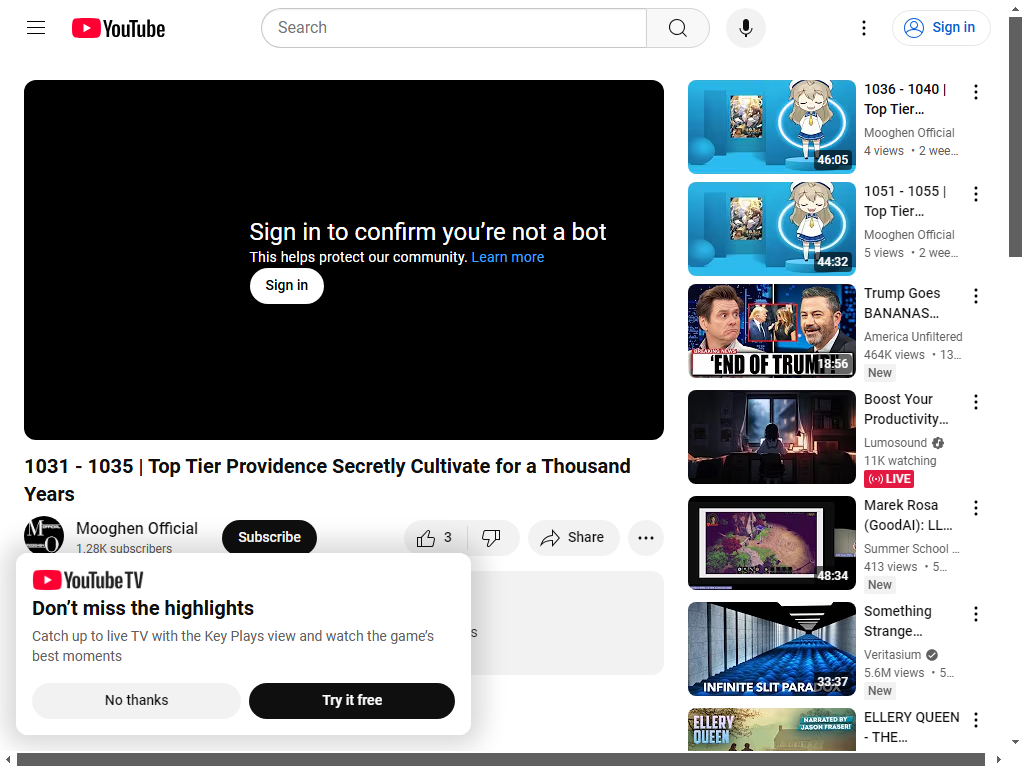 YouTube
Search
Sign in
Sign in to confirm you’re not a bot
This helps protect our community. Learn more
Sign in
1031 - 1035 | Top Tier Providence Secretly Cultivate for a Thousand
Years
Mooghen Official
1.28K subscribers
Subscribe
3
Share
YouTube TV
Don’t miss the highlights
Catch up to live TV with the Key Plays view and watch the game’s
best moments
No thanks
Try it free
s
1036 - 1040 |
Top Tier…
Mooghen Official
4 views • 2 wee…
46:05
1051 - 1055 |
Top Tier…
Mooghen Official
5 views • 2 wee…
44:32
Trump Goes
BANANAS…
America Unfiltered
464K views • 13…
New
BREAKING NEWS
'END OF TRUMP!'
18:56
Boost Your
Productivity…
Lumosound
11K watching
LIVE
Marek Rosa
(GoodAI): LL…
Summer School …
413 views • 5…
New
48:34
Something
Strange…
Veritasium
5.6M views • 5…
New
INFINITE SLIT PARADOX
33:37
ELLERY QUEEN
- THE…
ELLERY
QUEEN
NARRATED BY
JASON FRASER!